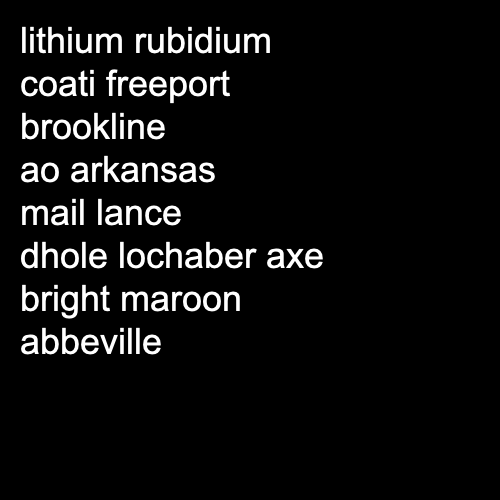 lithium rubidium
coati freeport
brookline
ao arkansas
mail lance
dhole lochaber axe
bright maroon
abbeville